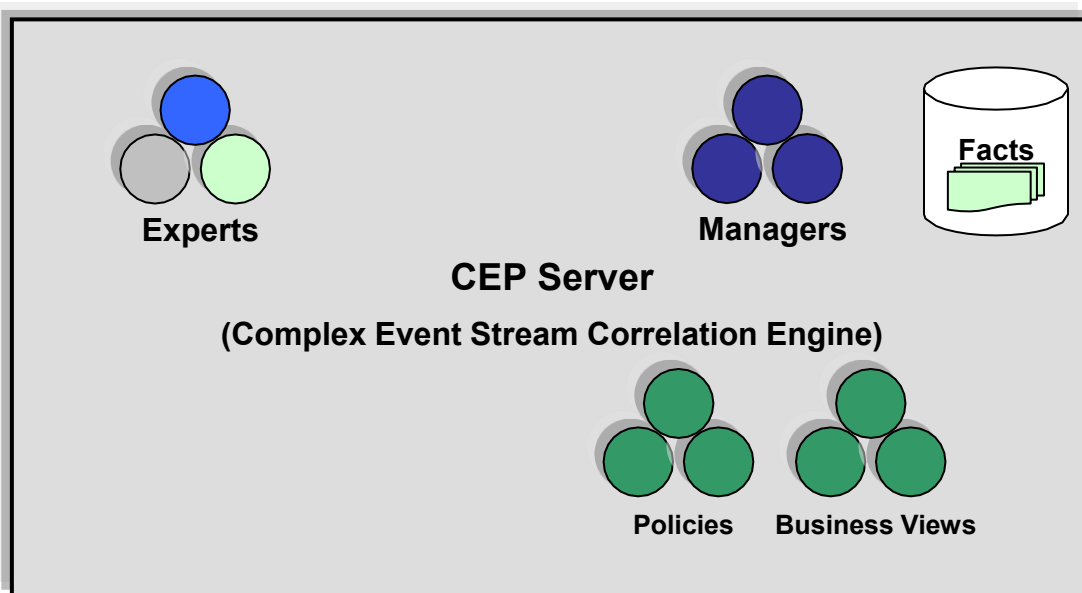 Facts
Experts
Managers
CEP Server
(Complex Event Stream Correlation Engine)
Policies
Business Views